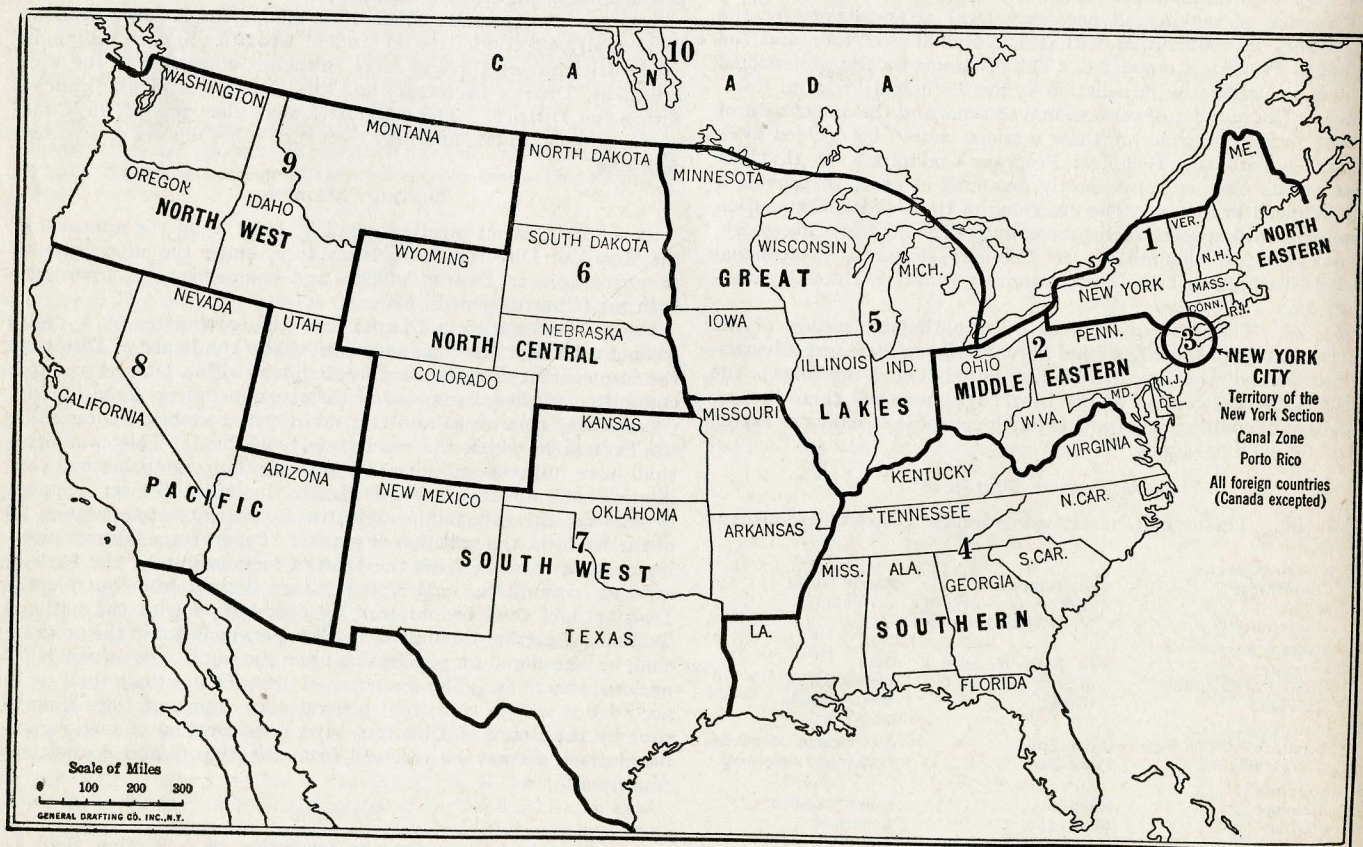 10
C A N A D A
WASHINGTON
MONTANA
NORTH DAKOTA
MINNESOTA
ME.
9
OREGON
IDAHO
NORTH WEST
WYOMING
SOUTH DAKOTA
6
WISCONSIN
MICH.
GREAT
1
VER.
N.H.
NORTH
EASTERN
NEW YORK
MASS.
CONN.
R.I.
NEVADA
UTAH
NEBRASKA
NORTH CENTRAL
IOWA
5
2
PENN.
3
8
COLORADO
ILLINOIS
IND.
OHIO
MIDDLE EASTERN
N.J.
MD.
DEL.
NEW YORK
CITY
Territory of the
New York Section
Canal Zone
Porto Rico
All foreign countries
(Canada excepted)
CALIFORNIA
KANSAS
MISSOURI
LAKES
W.VA.
VIRGINIA
PACIFIC
ARIZONA
NEW MEXICO
OKLAHOMA
ARKANSAS
KENTUCKY
TENNESSEE
N.CAR.
7
SOUTH WEST
4
MISS.
ALA.
GEORGIA
S.CAR.
TEXAS
LA.
SOUTHERN
FLORIDA
Scale of Miles
0 100 200 300
GENERAL DRAFTING CO. INC., N.Y.